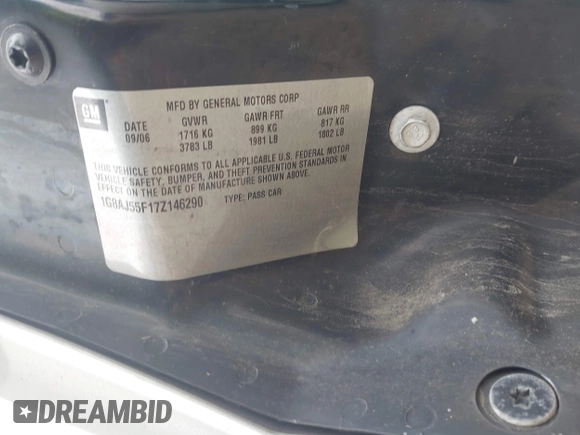 GM
MFD BY GENERAL MOTORS CORP
DATE GVWR GAWR FRT GAWR RR
09/06 1716 KG 899 KG 817 KG
3783 LB 1981 LB 1802 LB
THIS VEHICLE CONFORMS TO ALL APPLICABLE U.S. FEDERAL MOTOR
VEHICLE SAFETY, BUMPER, AND THEFT PREVENTION STANDARDS IN
EFFECT ON THE DATE OF MANUFACTURE SHOWN ABOVE.
1G8AJ55F17Z146290 TYPE: PASS CAR
DREAMBID